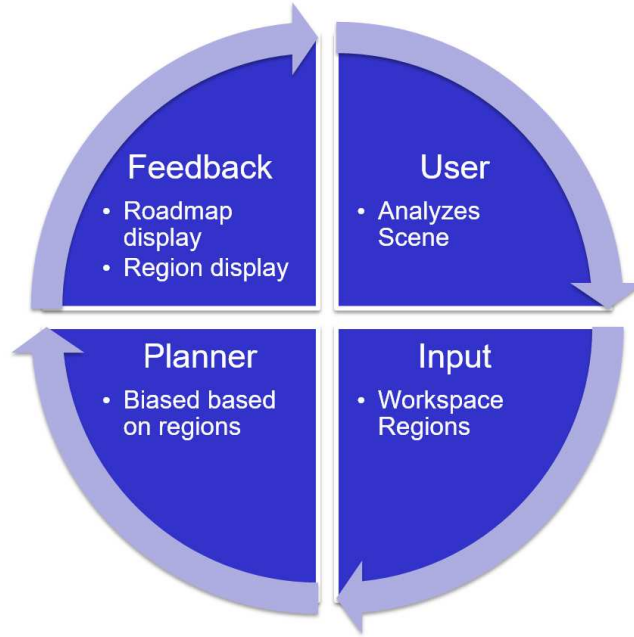 Feedback
• Roadmap
display
• Region display
User
• Analyzes
Scene
Planner
• Biased based
on regions
Input
• Workspace
Regions